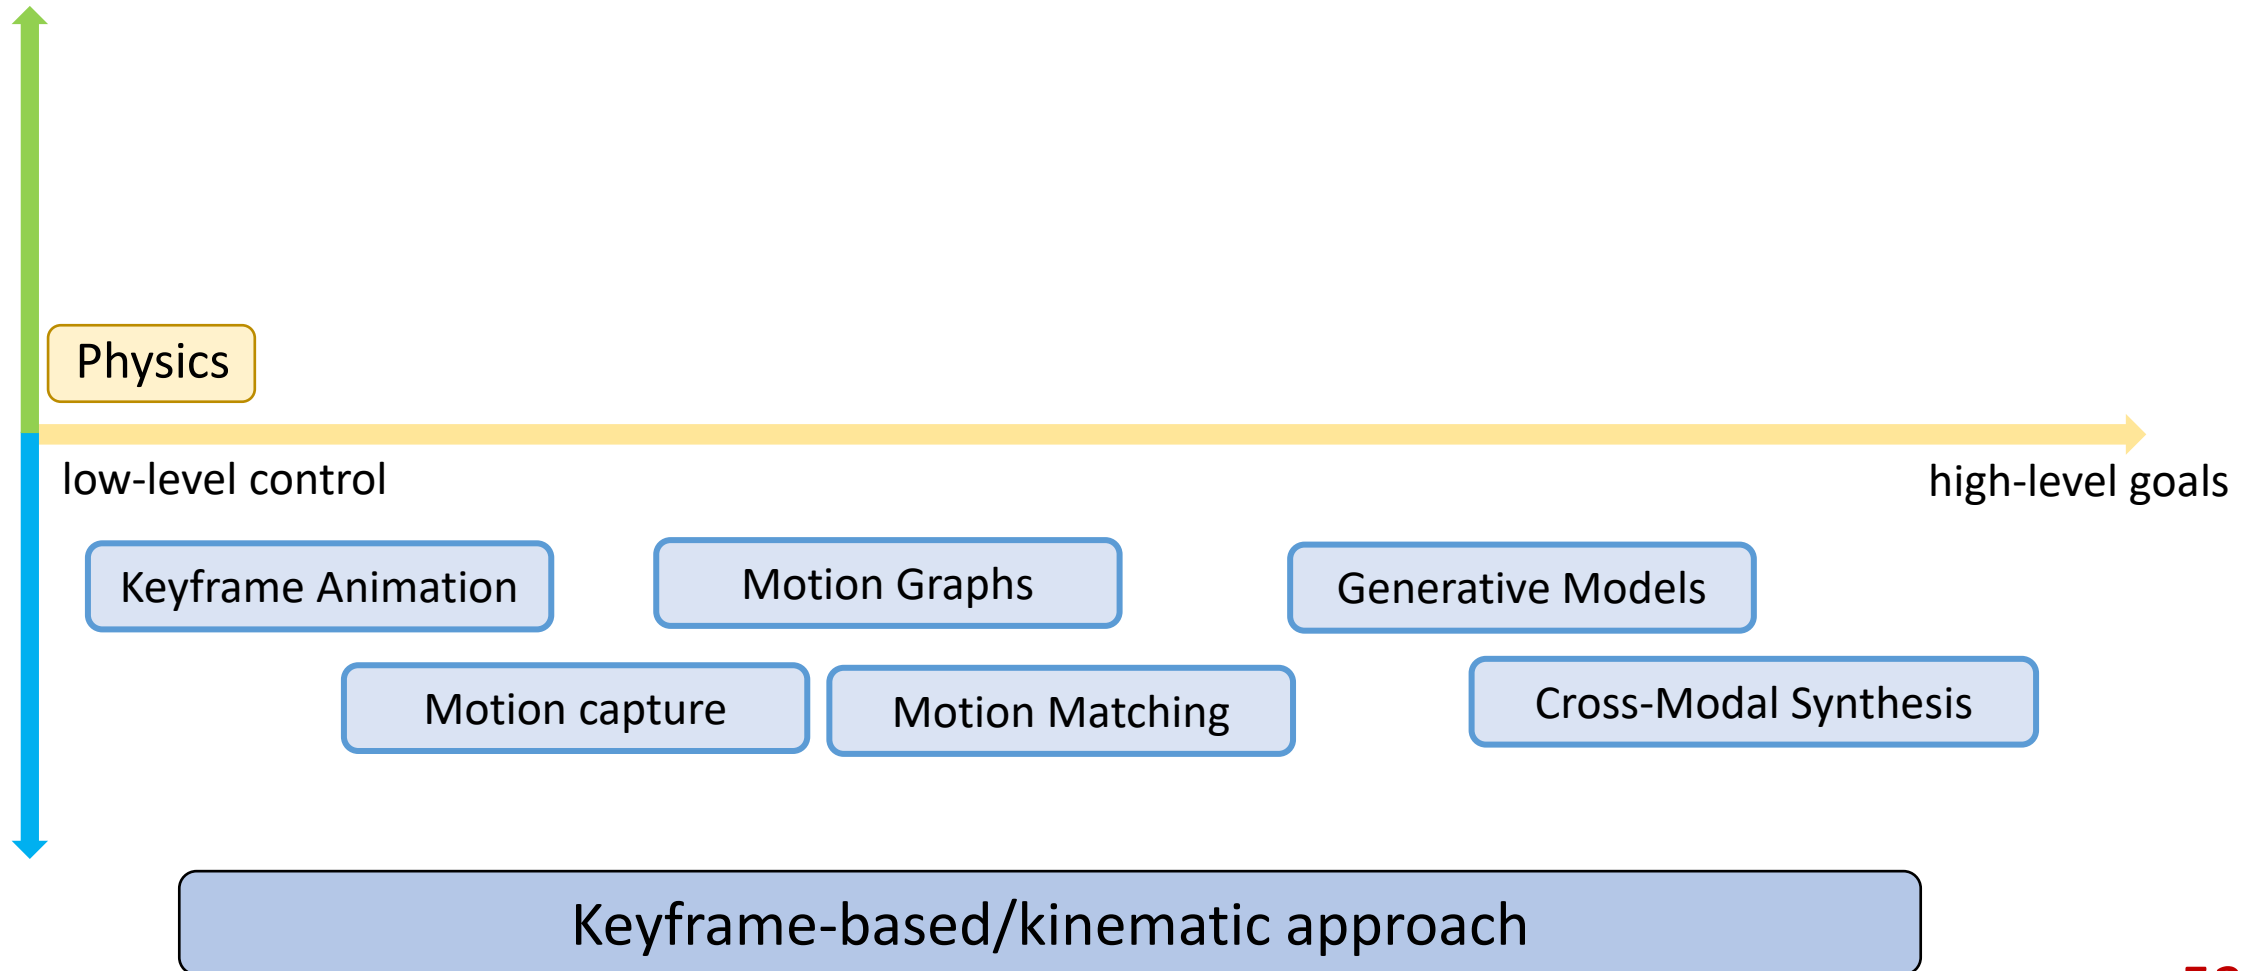 Physics
low-level control
high-level goals
Keyframe Animation
Motion Graphs
Generative Models
Motion capture
Motion Matching
Cross-Modal Synthesis
Keyframe-based/kinematic approach